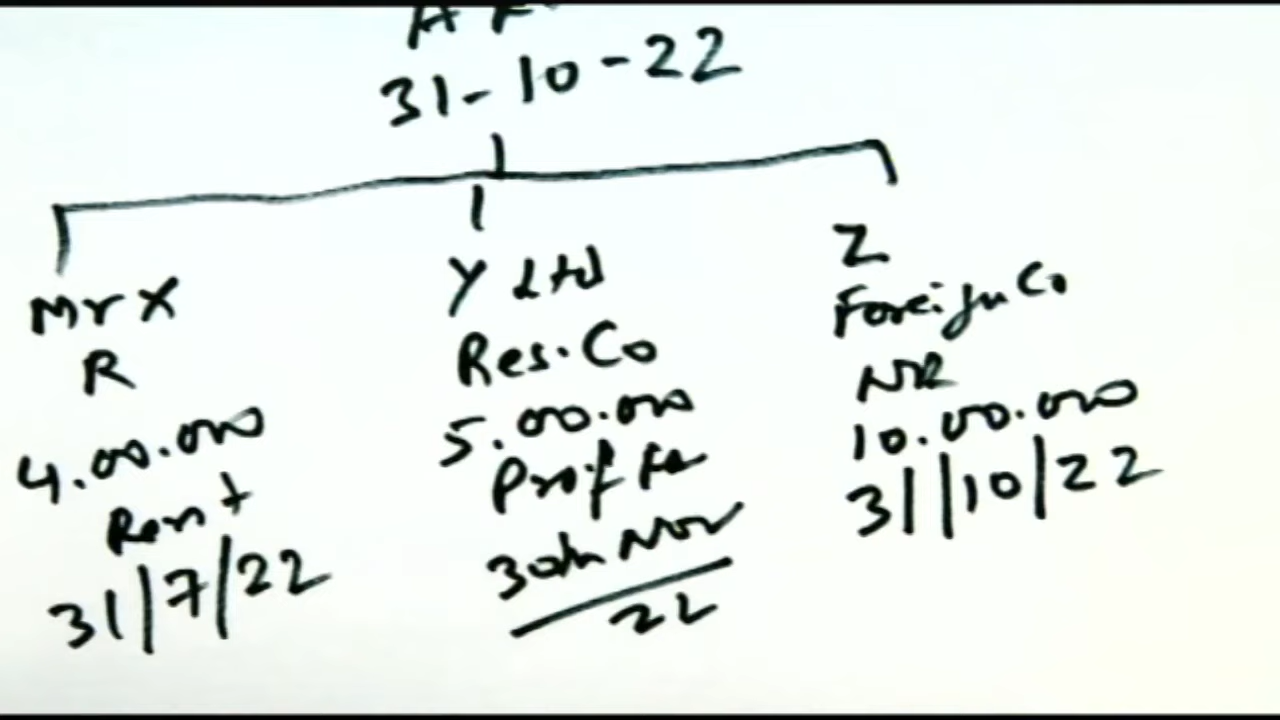 31-10-22
Mr X
R
4.00.000
Rent
31/7/22
Y Ltd
Res. Co
5.00.000
Prof Fee
30th Nov
22
Z
Foreign Co
NR
10.00.000
31/10/22